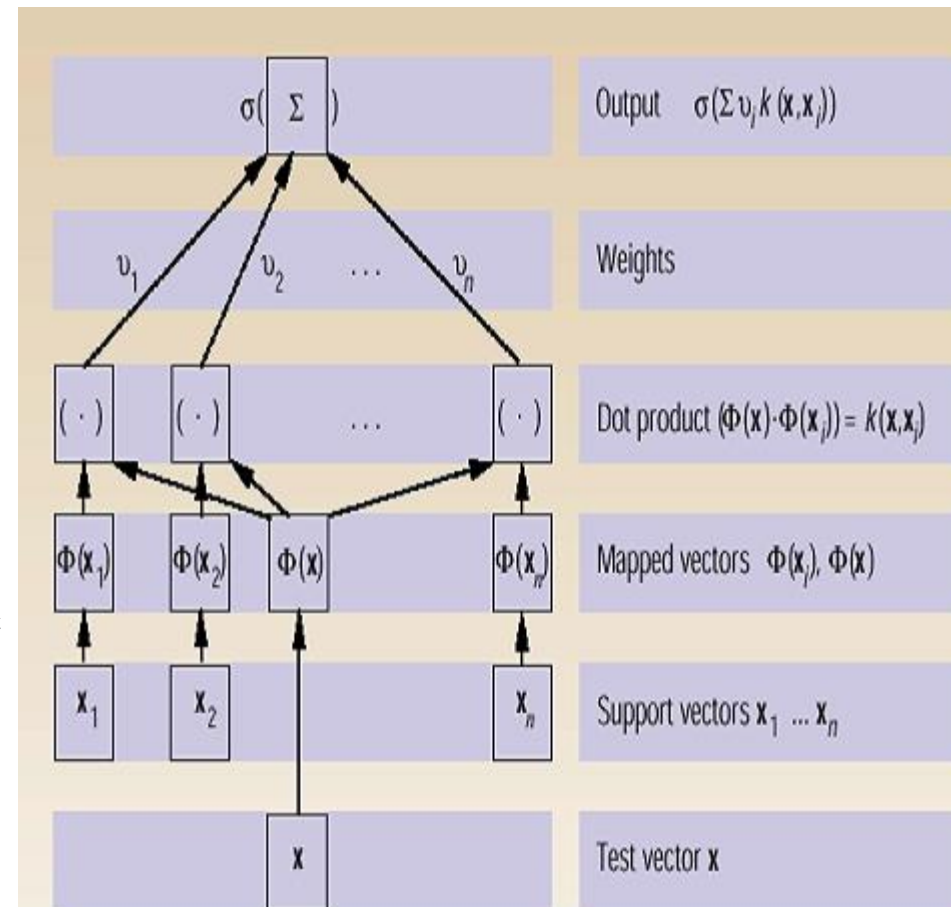 σ( Σ ) Output σ(Σ υᵢ k (x,xᵢ))
υ₁ υ₂ ... υₙ Weights
( · ) ( · ) ... ( · ) Dot product (Φ(x)·Φ(xᵢ)) = k(x,xᵢ)
Φ(x₁) Φ(x₂) Φ(x) Φ(xₙ) Mapped vectors Φ(xᵢ), Φ(x)
x₁ x₂ xₙ Support vectors x₁ ... xₙ
x Test vector x